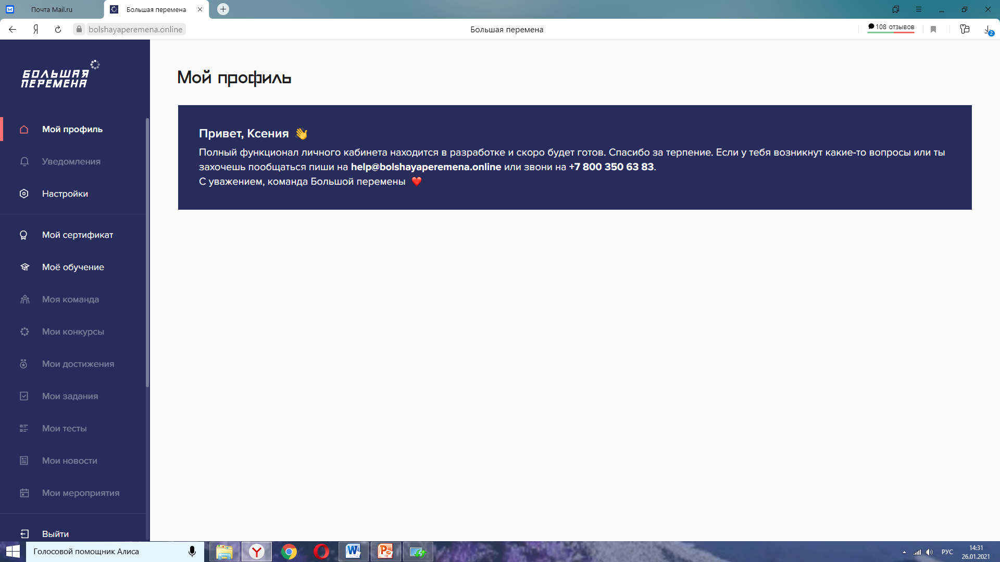 Почта Mail.ru
Большая перемена
bolshayaperemena.online
Большая перемена
108 отзывов
2
БОЛЬШАЯ
ПЕРЕМЕНА
Мой профиль
Уведомления
Настройки
Мой сертификат
Моё обучение
Моя команда
Мои конкурсы
Мои достижения
Мои задания
Мои тесты
Мои новости
Мои мероприятия
Выйти
Мой профиль
Привет, Ксения 👋
Полный функционал личного кабинета находится в разработке и скоро будет готов. Спасибо за терпение. Если у тебя возникнут какие-то вопросы или ты
захочешь пообщаться пиши на help@bolshayaperemena.online или звони на +7 800 350 63 83.
С уважением, команда Большой перемены ❤️
Голосовой помощник Алиса
РУС
14:31
26.01.2021